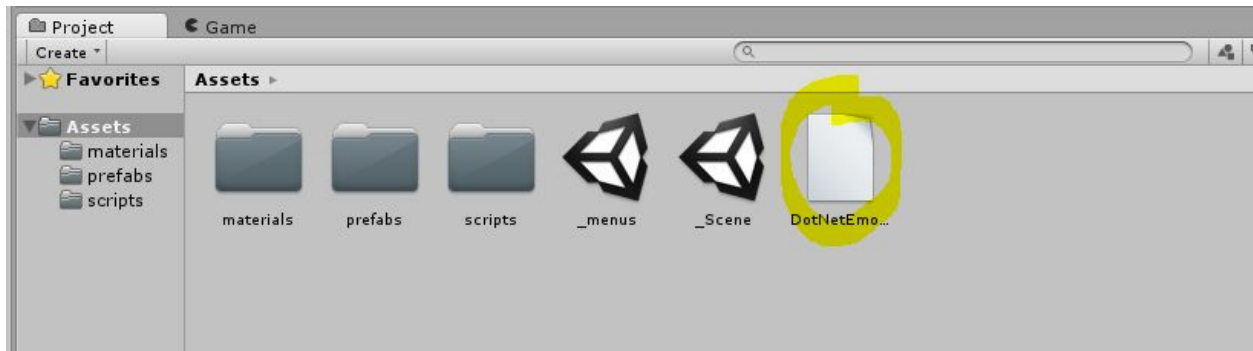 Project
Game
Create
Favorites
Assets
Assets
materials
prefabs
scripts
materials
prefabs
scripts
_menus
_Scene
DotNetEmo...